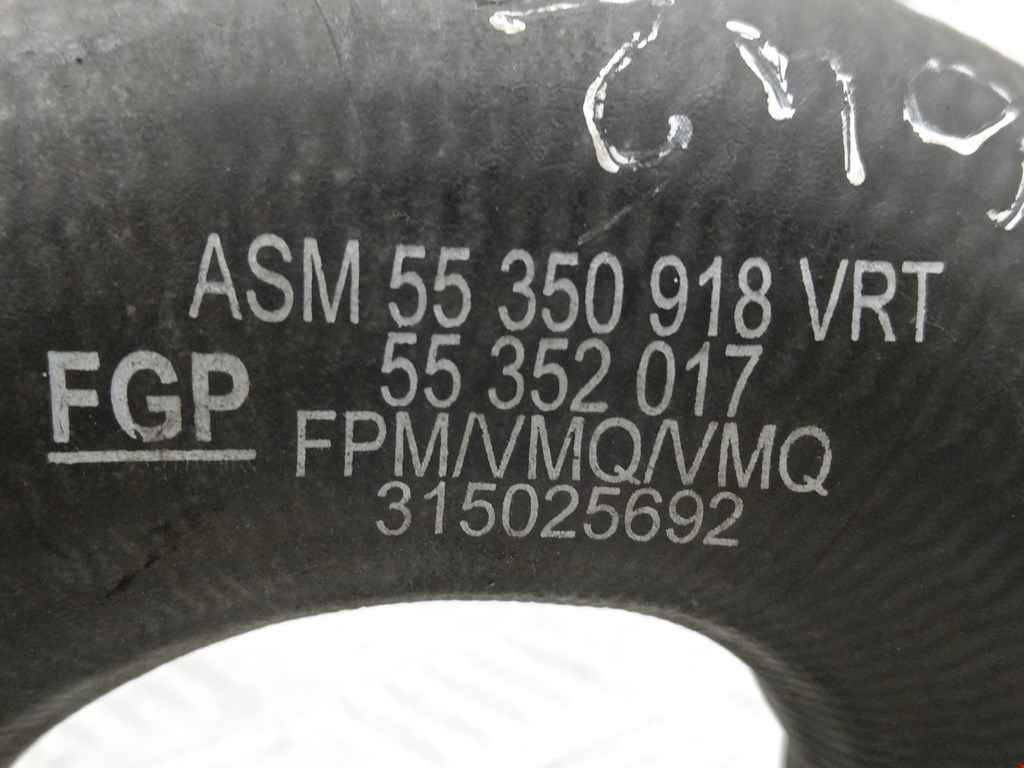 ASM 55 350 918 VRT
55 352 017
FGP
FPM/VMQ/VMQ
315025692